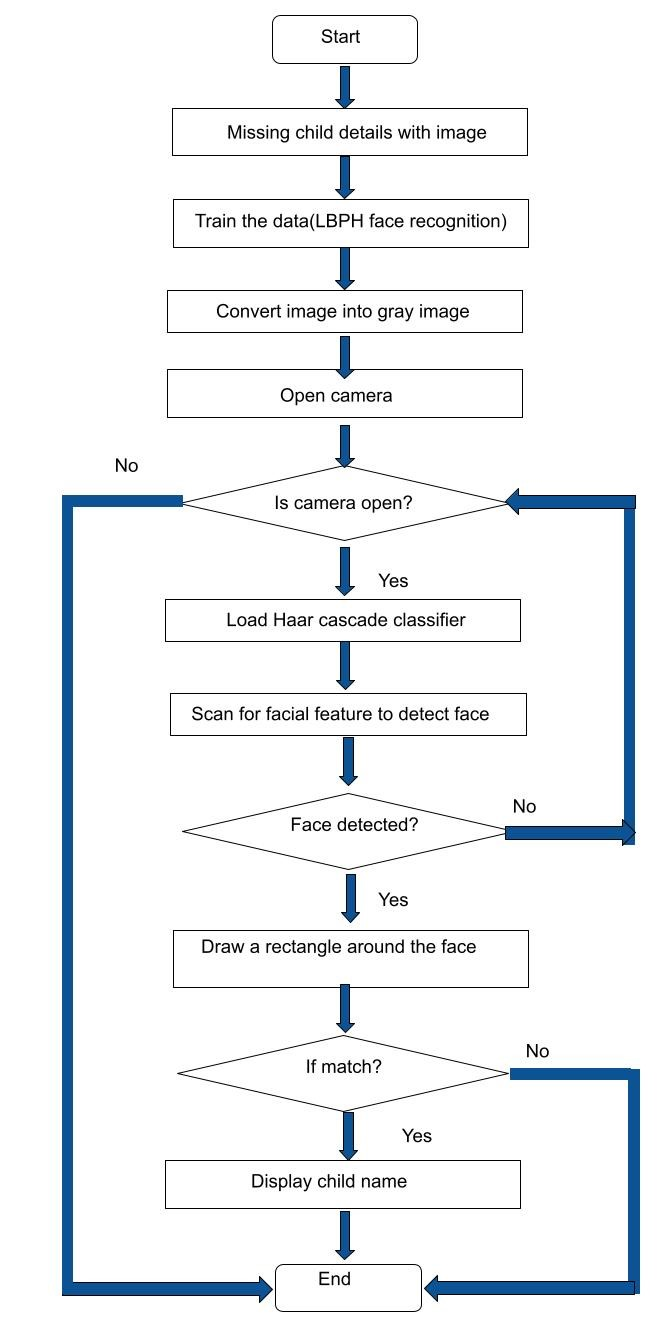 Start
Missing child details with image
Train the data(LBPH face recognition)
Convert image into gray image
Open camera
No
Is camera open?
Yes
Load Haar cascade classifier
Scan for facial feature to detect face
No
Face detected?
Yes
Draw a rectangle around the face
No
If match?
Yes
Display child name
End